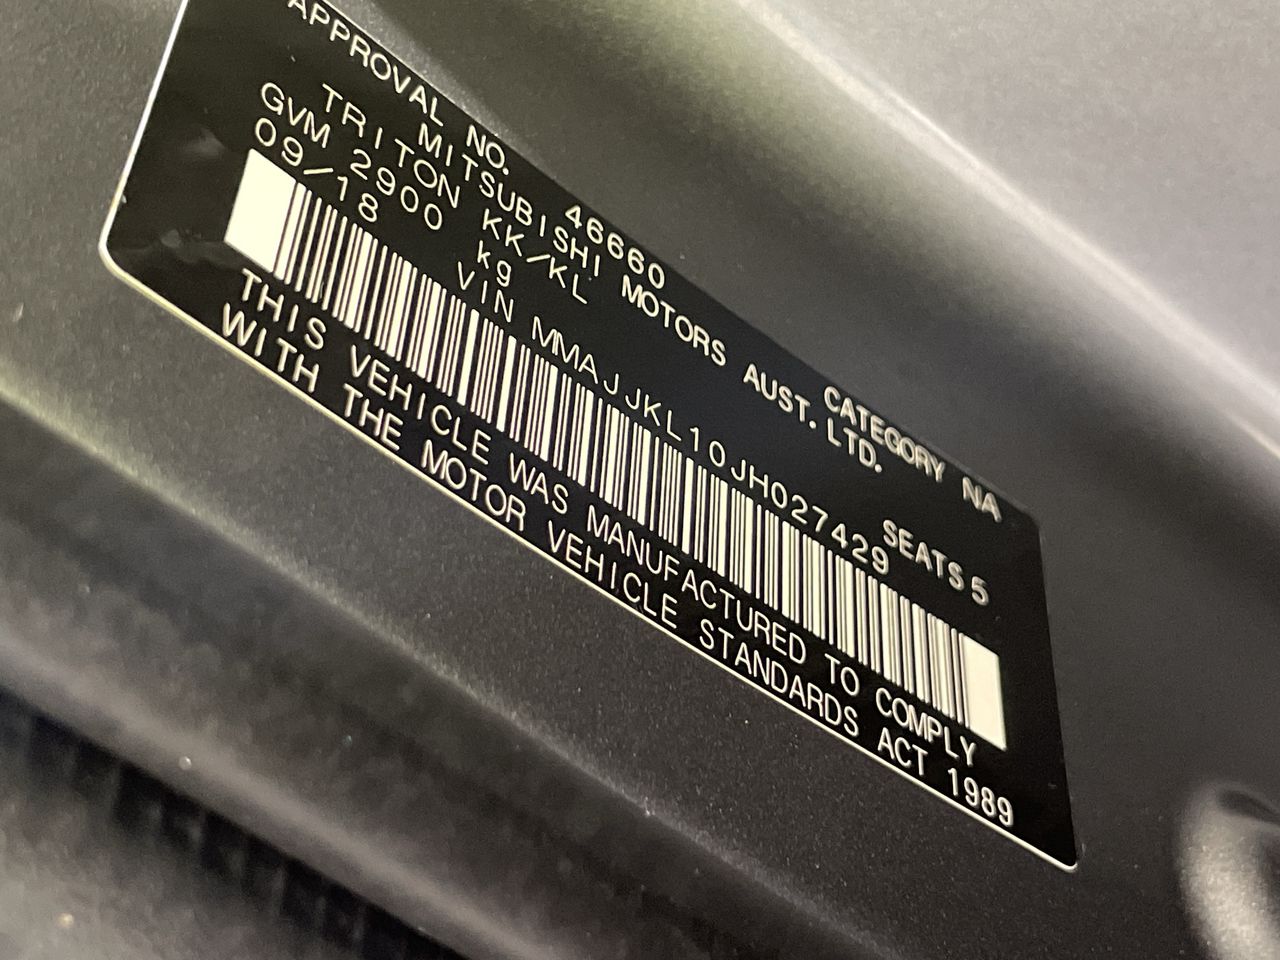 APPROVAL NO. 46660 CATEGORY NA
MITSUBISHI MOTORS AUST. LTD.
TRITON KK/KL
GVM 2900 kg SEATS 5
09/18 VIN MMAJJKL10JH027429
THIS VEHICLE WAS MANUFACTURED TO COMPLY
WITH THE MOTOR VEHICLE STANDARDS ACT 1989